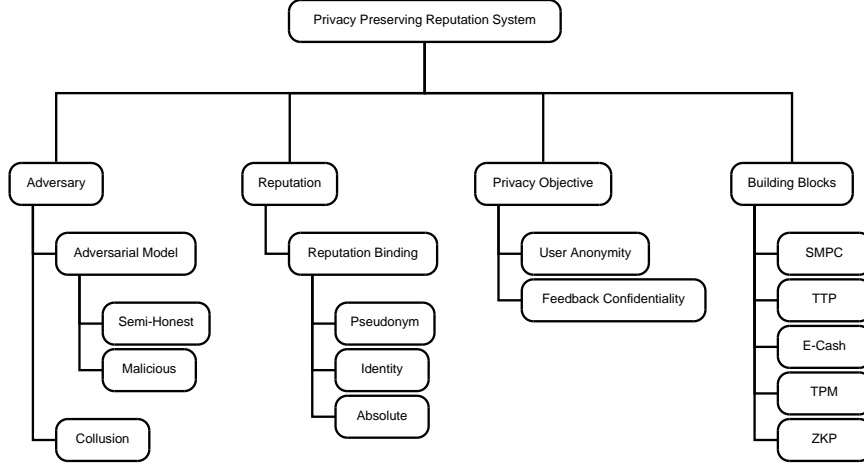 Privacy Preserving Reputation System
Adversary
Reputation
Privacy Objective
Building Blocks
Adversarial Model
Reputation Binding
User Anonymity
SMPC
Feedback Confidentiality
TTP
Semi-Honest
Pseudonym
E-Cash
Malicious
Identity
TPM
Absolute
Collusion
ZKP